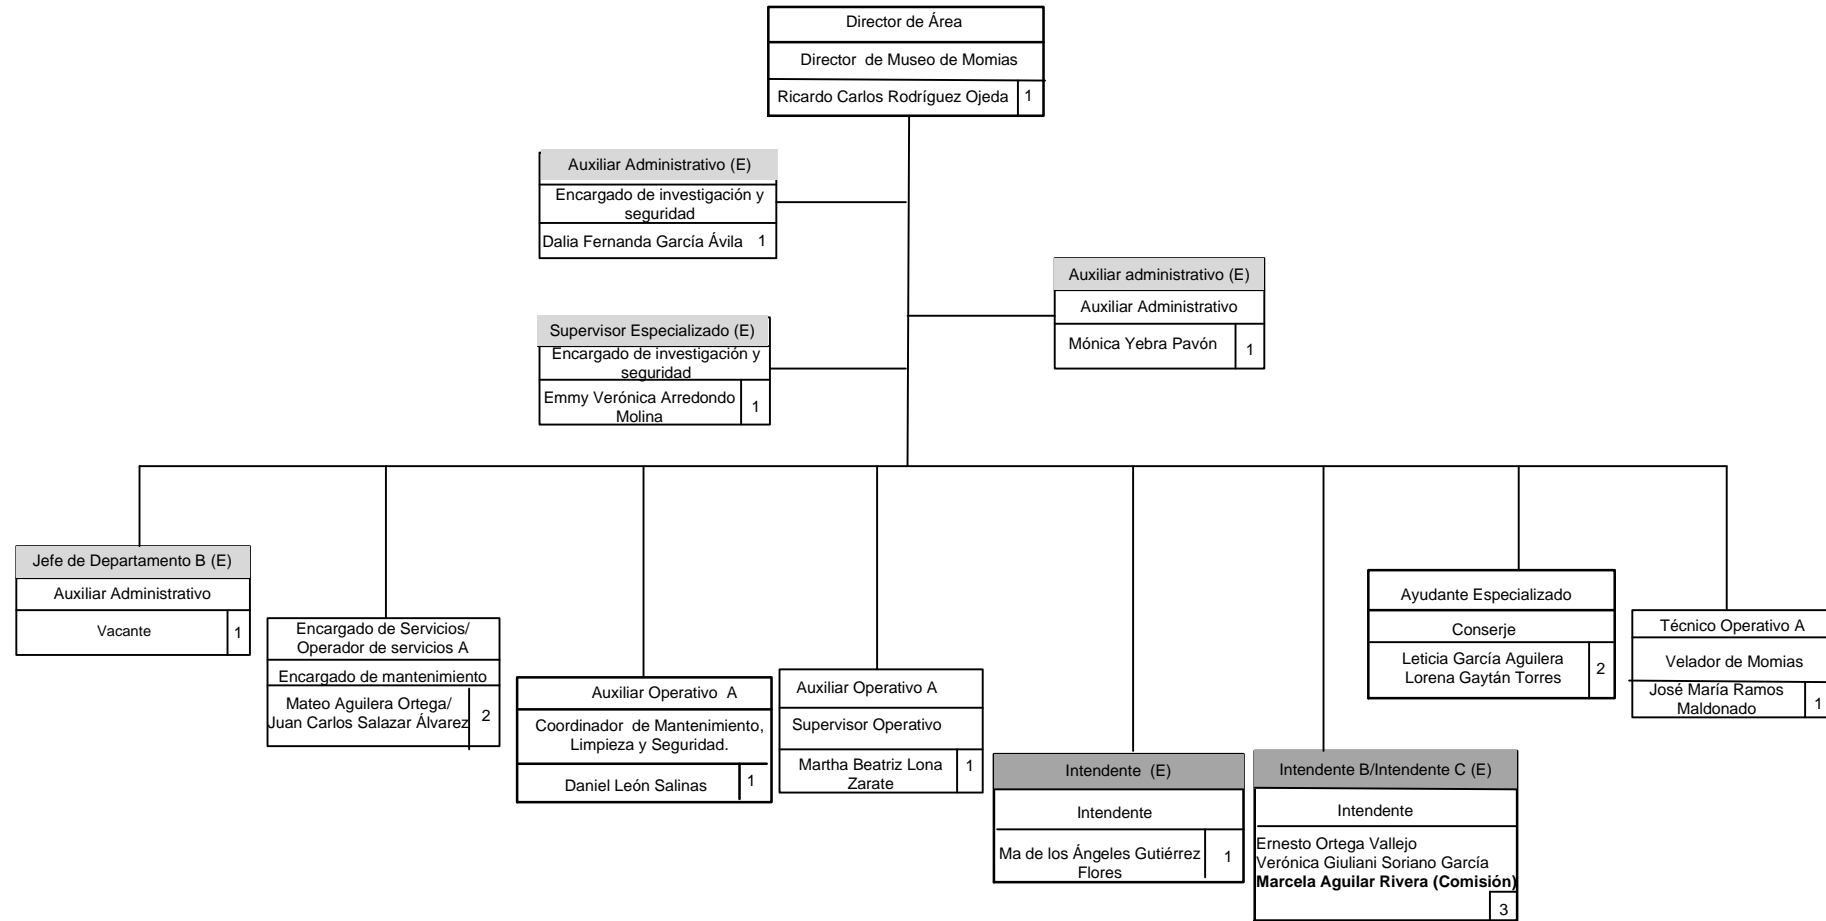 Director de Área
Director de Museo de Momias
Ricardo Carlos Rodríguez Ojeda 1
Auxiliar Administrativo (E)
Encargado de investigación y
seguridad
Dalia Fernanda García Ávila 1
Auxiliar administrativo (E)
Auxiliar Administrativo
Mónica Yebra Pavón 1
Supervisor Especializado (E)
Encargado de investigación y
seguridad
Emmy Verónica Arredondo
Molina
1
Jefe de Departamento B (E)
Auxiliar Administrativo
Vacante 1
Encargado de Servicios/
Operador de servicios A
Encargado de mantenimiento
Mateo Aguilera Ortega/
Juan Carlos Salazar Álvarez
2
Auxiliar Operativo A
Coordinador de Mantenimiento,
Limpieza y Seguridad.
Daniel León Salinas 1
Auxiliar Operativo A
Supervisor Operativo
Martha Beatriz Lona
Zarate
1
Intendente (E)
Intendente
Ma de los Ángeles Gutiérrez
Flores
1
Intendente B/Intendente C (E)
Intendente
Ernesto Ortega Vallejo
Verónica Giuliani Soriano García
Marcela Aguilar Rivera (Comisión)
3
Ayudante Especializado
Conserje
Leticia García Aguilera
Lorena Gaytán Torres
2
Técnico Operativo A
Velador de Momias
José María Ramos
Maldonado
1